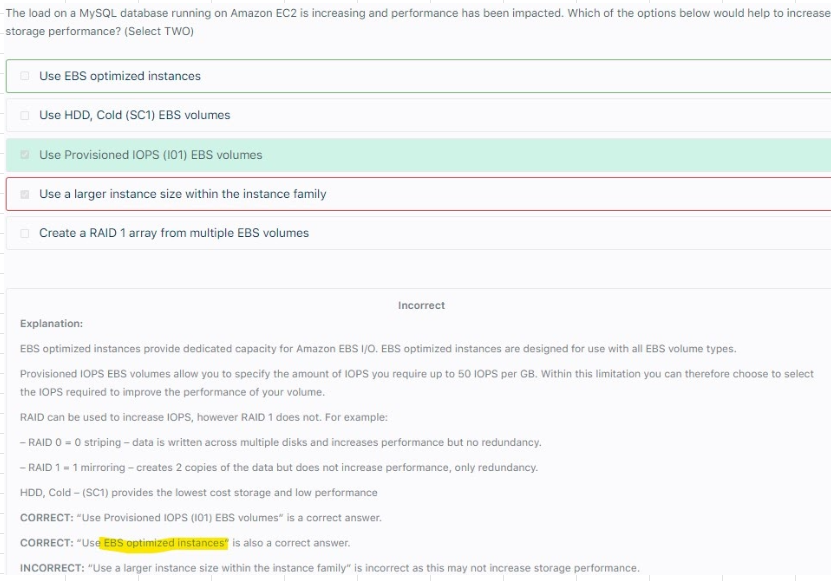 The load on a MySQL database running on Amazon EC2 is increasing and performance has been impacted. Which of the options below would help to increase
storage performance? (Select TWO)
Use EBS optimized instances
Use HDD, Cold (SC1) EBS volumes
Use Provisioned IOPS (I01) EBS volumes
Use a larger instance size within the instance family
Create a RAID 1 array from multiple EBS volumes
Incorrect
Explanation:
EBS optimized instances provide dedicated capacity for Amazon EBS I/O. EBS optimized instances are designed for use with all EBS volume types.
Provisioned IOPS EBS volumes allow you to specify the amount of IOPS you require up to 50 IOPS per GB. Within this limitation you can therefore choose to select
the IOPS required to improve the performance of your volume.
RAID can be used to increase IOPS, however RAID 1 does not. For example:
– RAID 0 = 0 striping – data is written across multiple disks and increases performance but no redundancy.
– RAID 1 = 1 mirroring – creates 2 copies of the data but does not increase performance, only redundancy.
HDD, Cold – (SC1) provides the lowest cost storage and low performance
CORRECT: “Use Provisioned IOPS (I01) EBS volumes” is a correct answer.
CORRECT: “Use EBS optimized instances” is also a correct answer.
INCORRECT: “Use a larger instance size within the instance family” is incorrect as this may not increase storage performance.